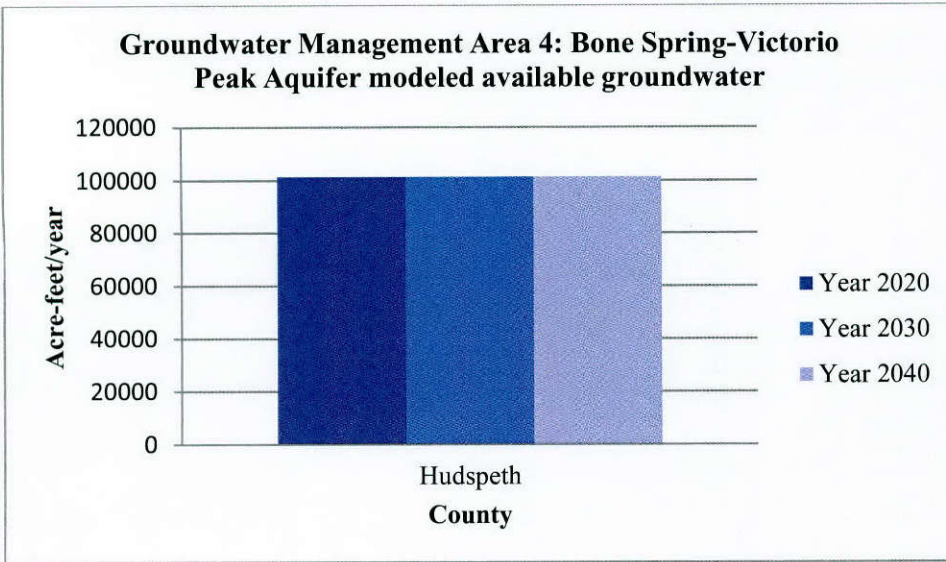 Groundwater Management Area 4: Bone Spring-Victorio
Peak Aquifer modeled available groundwater
Acre-feet/year
120000
100000
80000
60000
40000
20000
0
Hudspeth
County
Year 2020
Year 2030
Year 2040